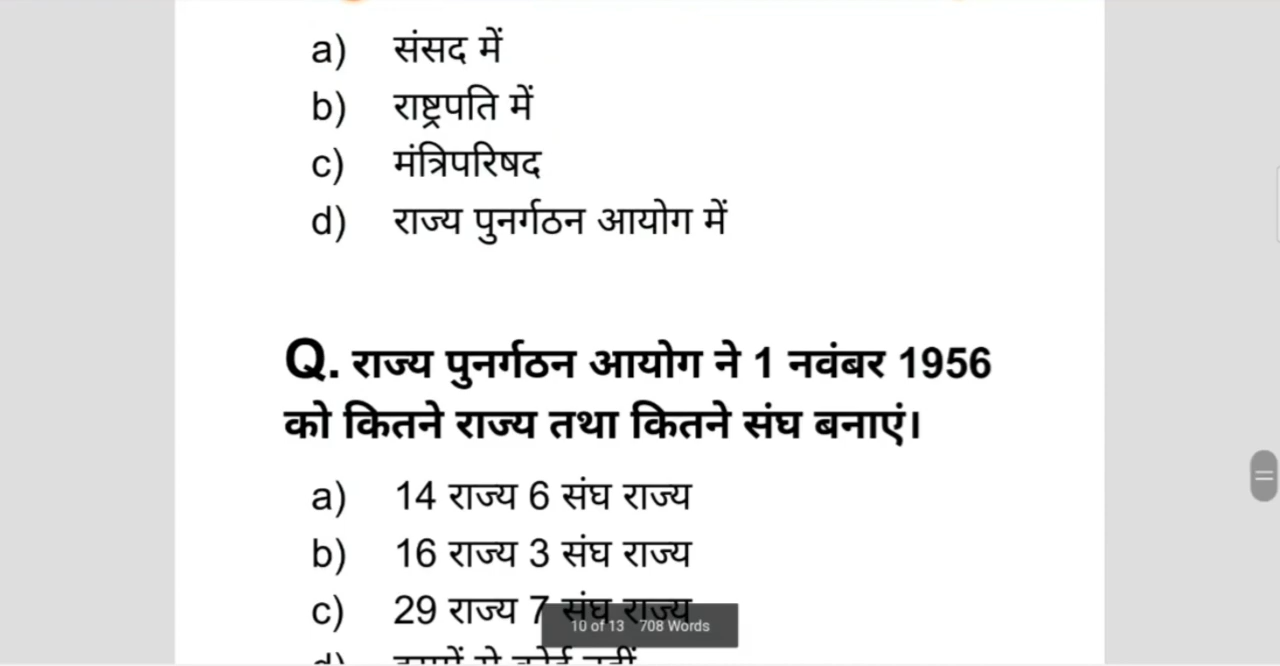 a) संसद में
b) राष्ट्रपति में
c) मंत्रिपरिषद
d) राज्य पुनर्गठन आयोग में
Q. राज्य पुनर्गठन आयोग ने 1 नवंबर 1956
को कितने राज्य तथा कितने संघ बनाएं।
a) 14 राज्य 6 संघ राज्य
b) 16 राज्य 3 संघ राज्य
c) 29 राज्य 7 संघ राज्य
10 of 13 708 Words